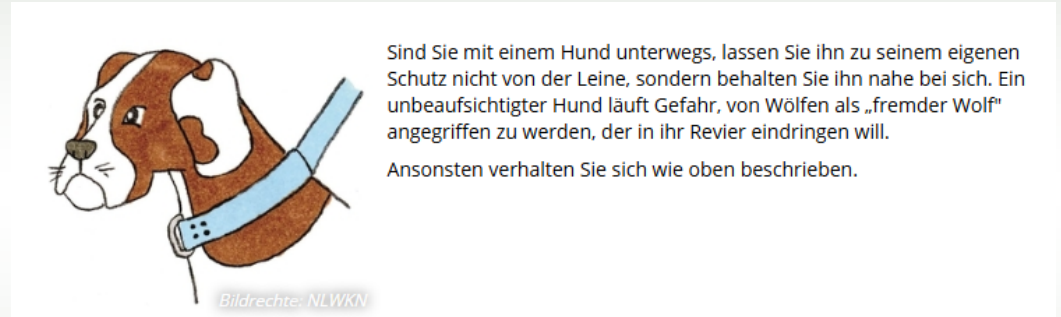 Sind Sie mit einem Hund unterwegs, lassen Sie ihn zu seinem eigenen
Schutz nicht von der Leine, sondern behalten Sie ihn nahe bei sich. Ein
unbeaufsichtigter Hund läuft Gefahr, von Wölfen als „fremder Wolf"
angegriffen zu werden, der in ihr Revier eindringen will.
Ansonsten verhalten Sie sich wie oben beschrieben.
Bildrechte: NLWKN